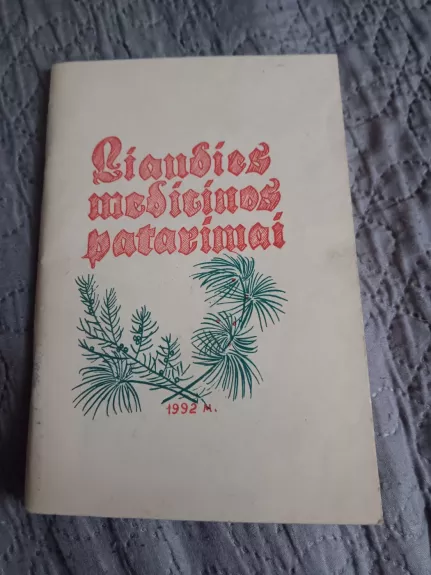 Liaudies
medicinos
patarimai
1992 M.